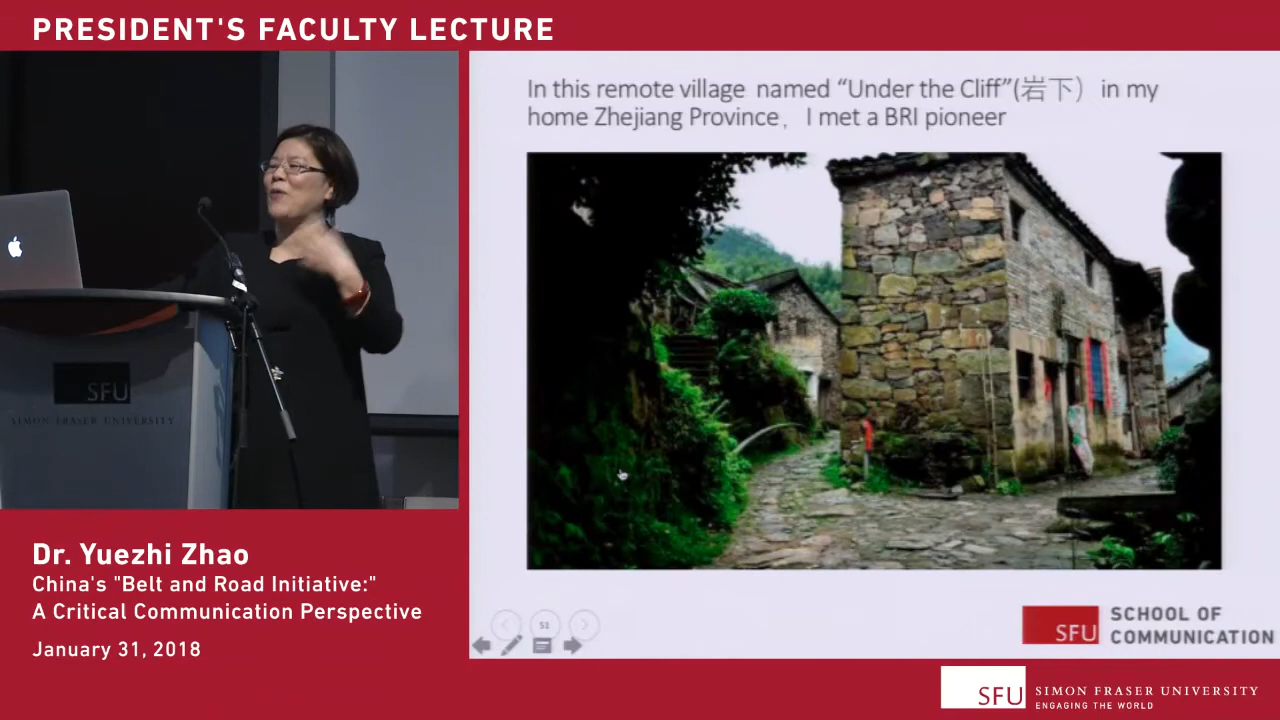 PRESIDENT'S FACULTY LECTURE
In this remote village named “Under the Cliff”(岩下） in my
home Zhejiang Province， I met a BRI pioneer
SFU
SIMON FRASER UNIVERSITY
Dr. Yuezhi Zhao
China's "Belt and Road Initiative:"
A Critical Communication Perspective
January 31, 2018
51
SFU
SCHOOL OF
COMMUNICATION
SFU
SIMON FRASER UNIVERSITY
ENGAGING THE WORLD